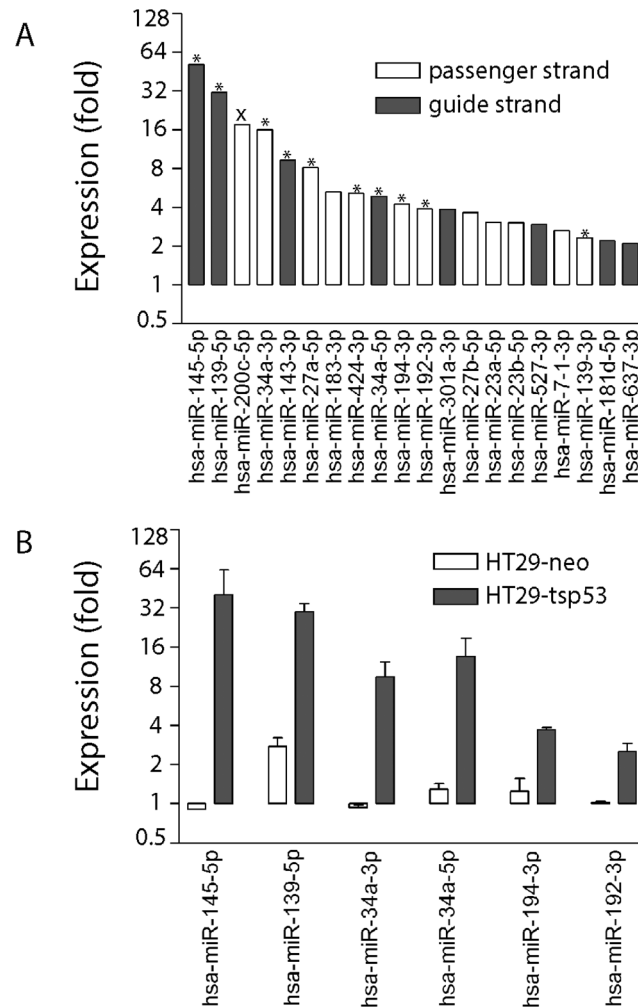 A
Expression (fold)
128
64
32
16
8
4
2
1
0.5
passenger strand
guide strand
*
*
x
*
*
*
*
*
*
*
*
hsa-miR-145-5p
hsa-miR-139-5p
hsa-miR-200c-5p
hsa-miR-34a-3p
hsa-miR-143-3p
hsa-miR-27a-5p
hsa-miR-183-3p
hsa-miR-424-3p
hsa-miR-34a-5p
hsa-miR-194-3p
hsa-miR-192-3p
hsa-miR-301a-3p
hsa-miR-27b-5p
hsa-miR-23a-5p
hsa-miR-23b-5p
hsa-miR-527-3p
hsa-miR-7-1-3p
hsa-miR-139-3p
hsa-miR-181d-5p
hsa-miR-637-3p
B
Expression (fold)
128
64
32
16
8
4
2
1
0.5
HT29-neo
HT29-tsp53
hsa-miR-145-5p
hsa-miR-139-5p
hsa-miR-34a-3p
hsa-miR-34a-5p
hsa-miR-194-3p
hsa-miR-192-3p